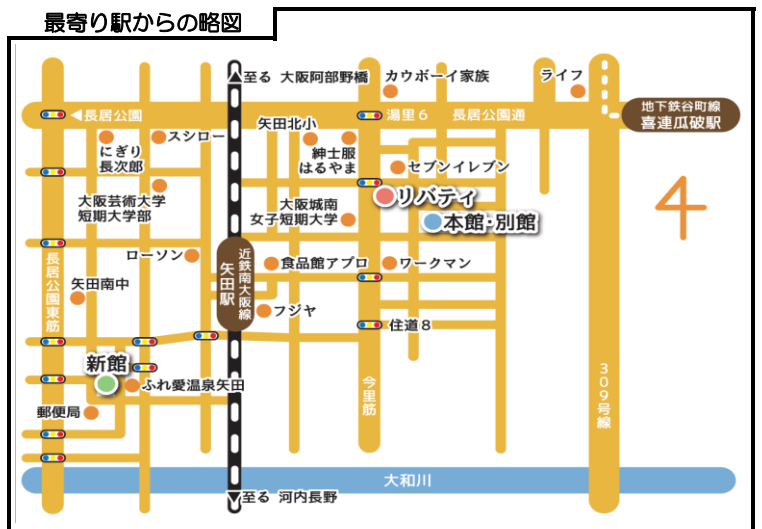 最寄り駅からの略図
至る 大阪阿部野橋
カウボーイ家族
ライフ
◀長居公園
湯里６
長居公園通
地下鉄谷町線
喜連瓜破駅
スシロー
矢田北小
にぎり
長次郎
紳士服
はるやま
セブンイレブン
大阪芸術大学
短期大学部
リバティ
大阪城南
女子短期大学
本館・別館
4
ローソン
近鉄南大阪線
矢田駅
食品館アプロ
ワークマン
長居公園東筋
矢田南中
フジヤ
住道８
新館
ふれ愛温泉矢田
今里筋
309号線
郵便局
大和川
至る 河内長野